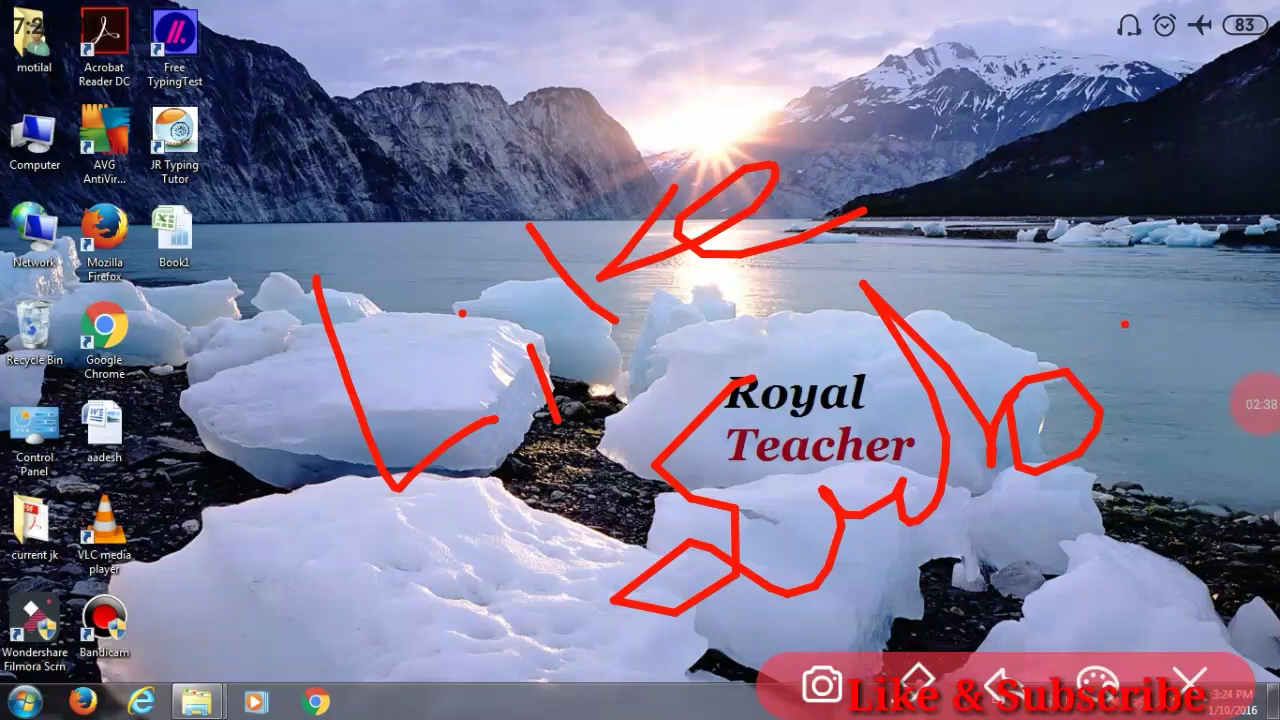 7:2
83
motilal
Acrobat
Reader DC
Free
TypingTest
Computer
AVG
AntiVir...
JR Typing
Tutor
Network
Mozilla
Firefox
Book1
Recycle Bin
Google
Chrome
02:38
Royal
Teacher
Control
Panel
aadesh
current jk
VLC media
player
Wondershare
Filmora Scrn
Bandicam
Like & Subscribe
3:24 PM
1/10/2016